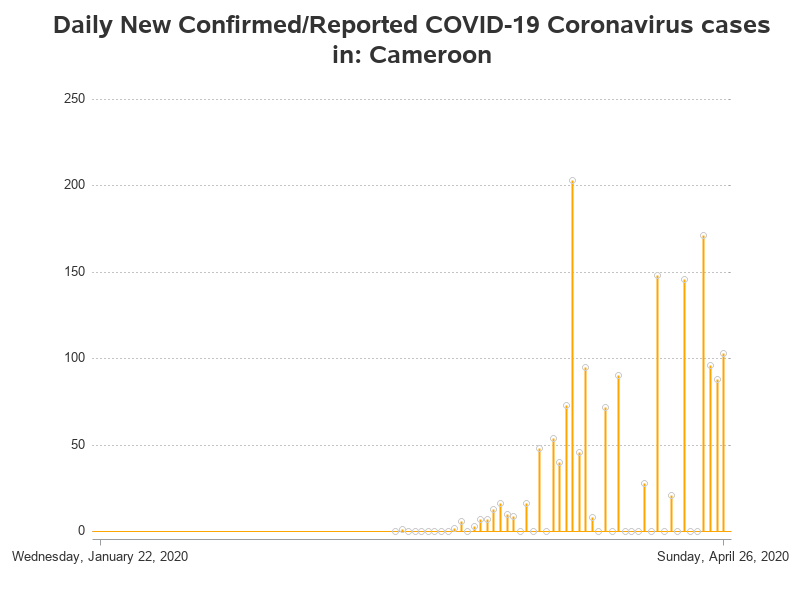 Daily New Confirmed/Reported COVID-19 Coronavirus cases
in: Cameroon
250
200
150
100
50
0
Wednesday, January 22, 2020
Sunday, April 26, 2020